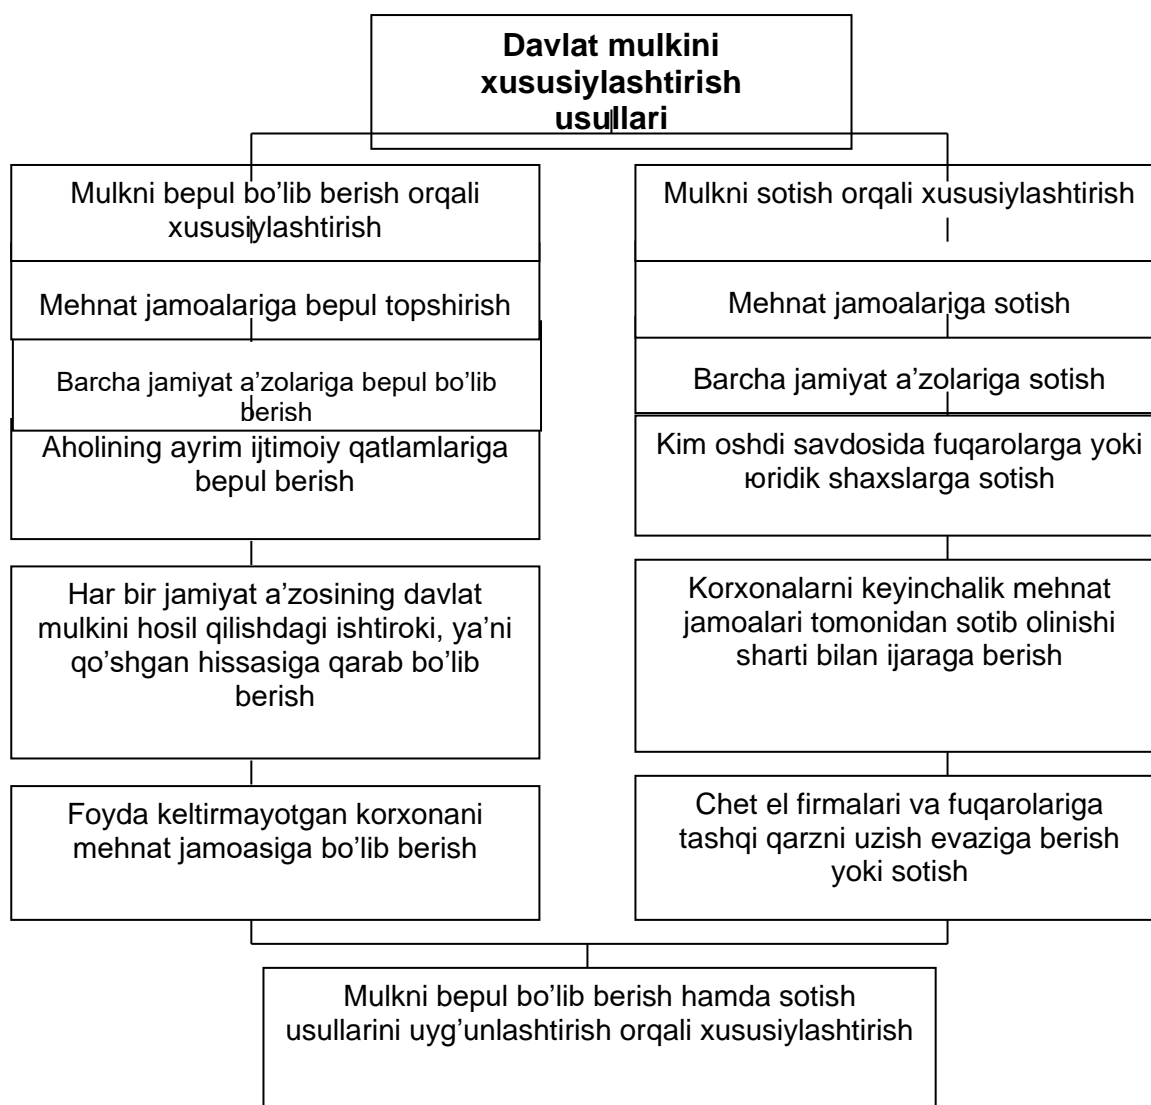 Davlat mulkini
xususiylashtirish
usullari
Mulkni bepul bo’lib berish orqali
xususiylashtirish
Mehnat jamoalariga bepul topshirish
Barcha jamiyat a’zolariga bepul bo’lib
berish
Aholining ayrim ijtimoiy qatlamlariga
bepul berish
Har bir jamiyat a’zosining davlat
mulkini hosil qilishdagi ishtiroki, ya’ni
qo’shgan hissasiga qarab bo’lib
berish
Foyda keltirmayotgan korxonani
mehnat jamoasiga bo’lib berish
Mulkni sotish orqali xususiylashtirish
Mehnat jamoalariga sotish
Barcha jamiyat a’zolariga sotish
Kim oshdi savdosida fuqarolarga yoki
юridik shaxslarga sotish
Korxonalarni keyinchalik mehnat
jamoalari tomonidan sotib olinishi
sharti bilan ijaraga berish
Chet el firmalari va fuqarolariga
tashqi qarzni uzish evaziga berish
yoki sotish
Mulkni bepul bo’lib berish hamda sotish
usullarini uyg’unlashtirish orqali xususiylashtirish